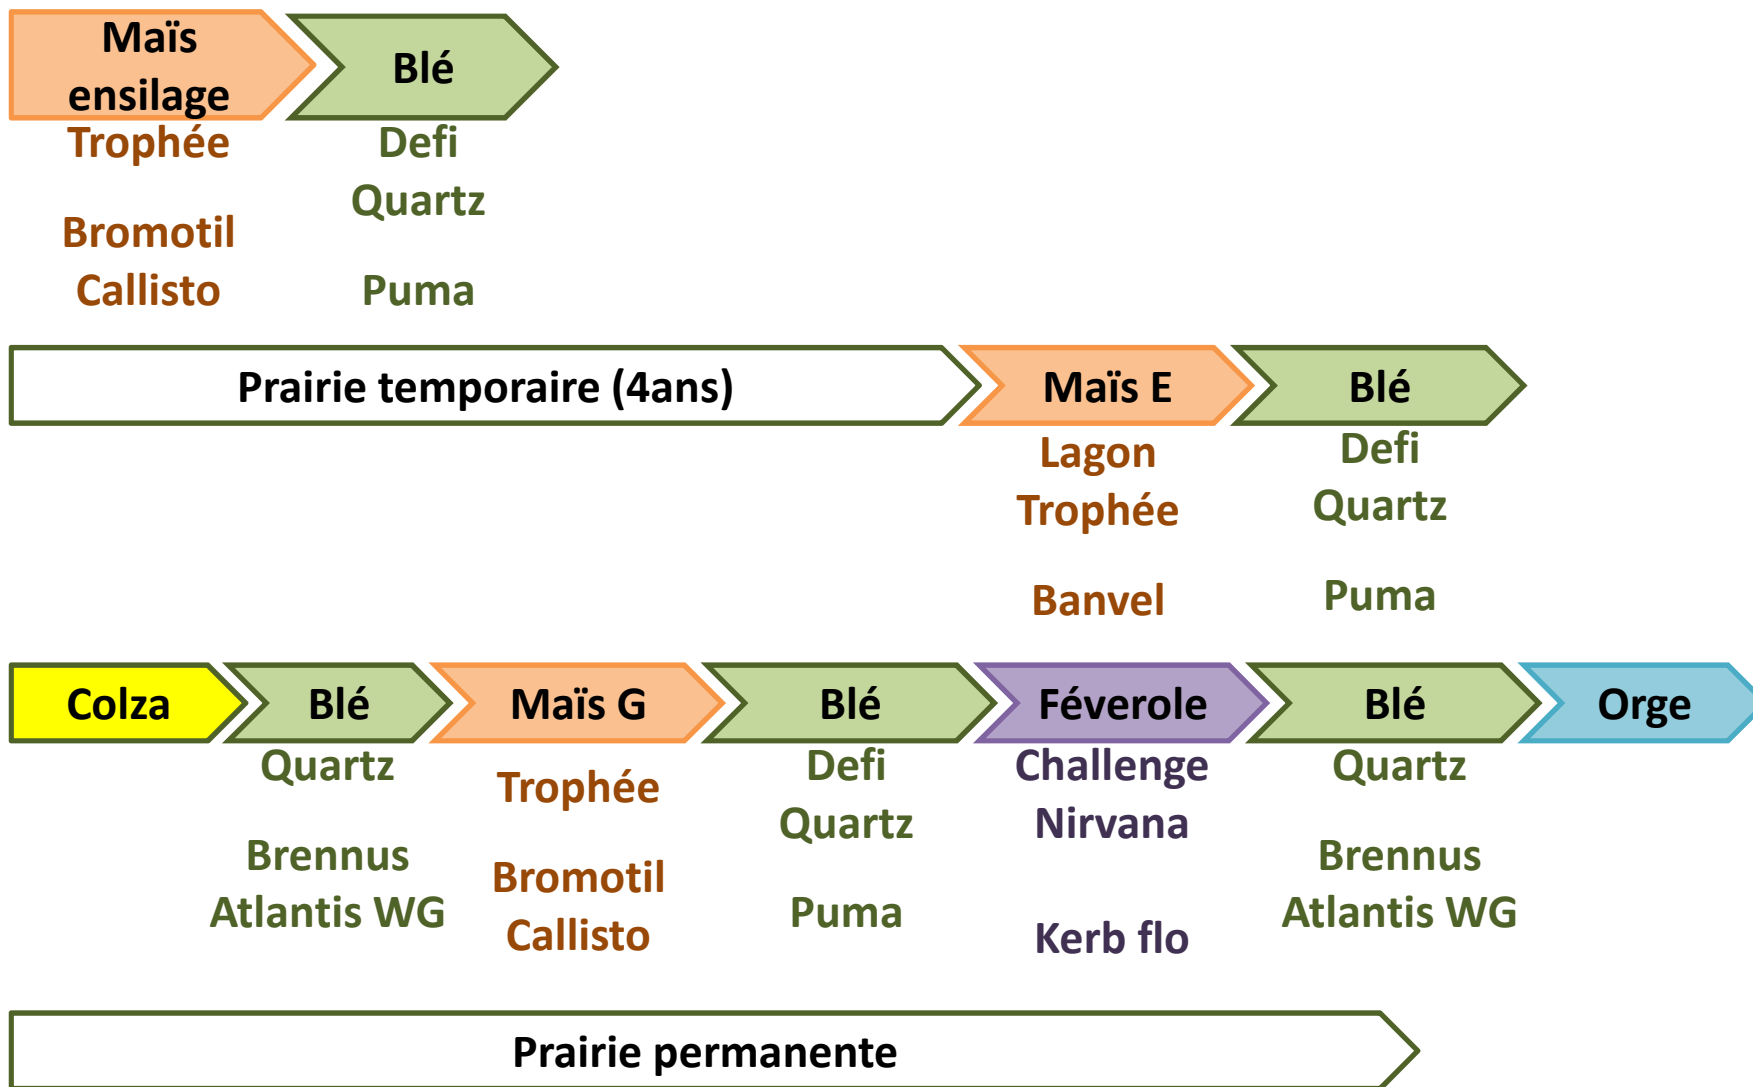 Maïs
ensilage
Blé
Trophée
Bromotil
Callisto
Defi
Quartz
Puma
Prairie temporaire (4ans)
Maïs E
Blé
Lagon
Trophée
Banvel
Defi
Quartz
Puma
Colza
Blé
Maïs G
Blé
Féverole
Blé
Orge
Quartz
Brennus
Atlantis WG
Trophée
Bromotil
Callisto
Defi
Quartz
Puma
Challenge
Nirvana
Kerb flo
Quartz
Brennus
Atlantis WG
Prairie permanente